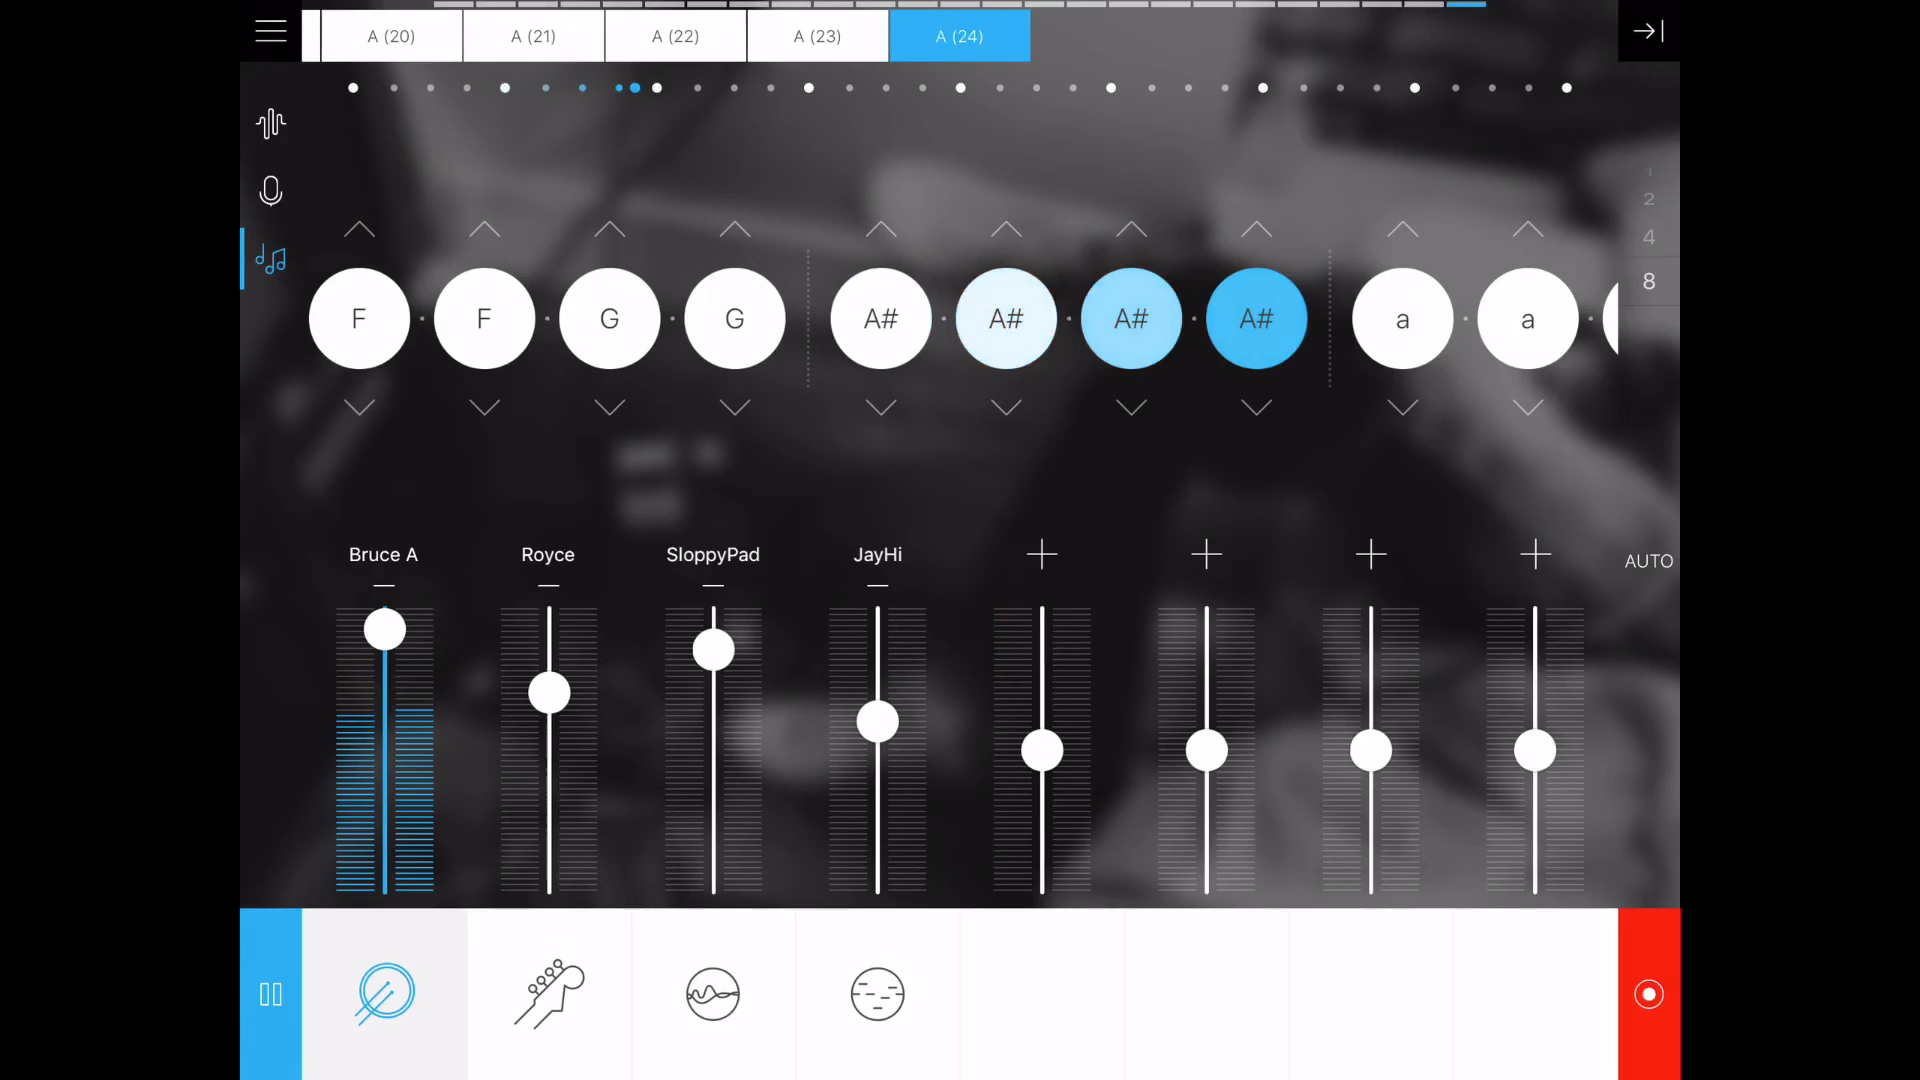 A (20) A (21) A (22) A (23) A (24)
1
2
4
8
F F G G A# A# A# A# a a
Bruce A Royce SloppyPad JayHi AUTO